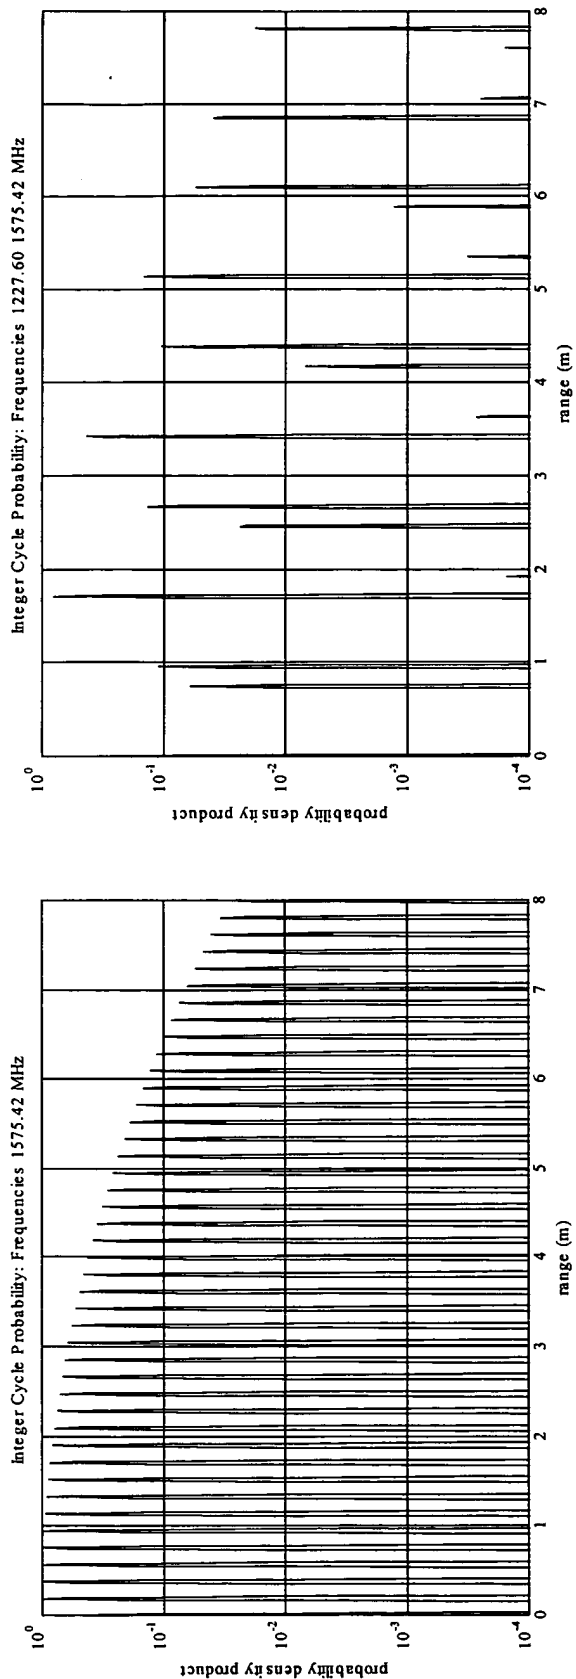 Integer Cycle Probability: Frequencies 1575.42 MHz
probability density product
10^0
10^-1
10^-2
10^-3
10^-4
0 1 2 3 4 5 6 7 8
range (m)
Integer Cycle Probability: Frequencies 1227.60 1575.42 MHz
probability density product
10^0
10^-1
10^-2
10^-3
10^-4
0 1 2 3 4 5 6 7 8
range (m)